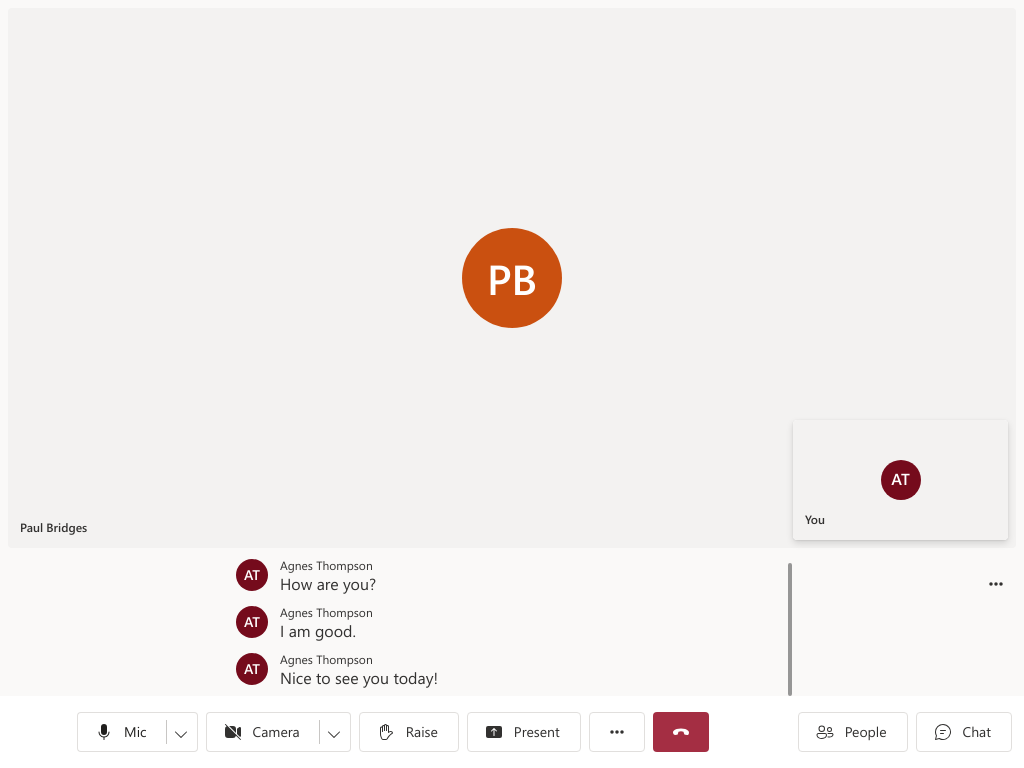 PB
AT
You
Paul Bridges
AT
Agnes Thompson
How are you?
AT
Agnes Thompson
I am good.
AT
Agnes Thompson
Nice to see you today!
Mic
Camera
Raise
Present
People
Chat